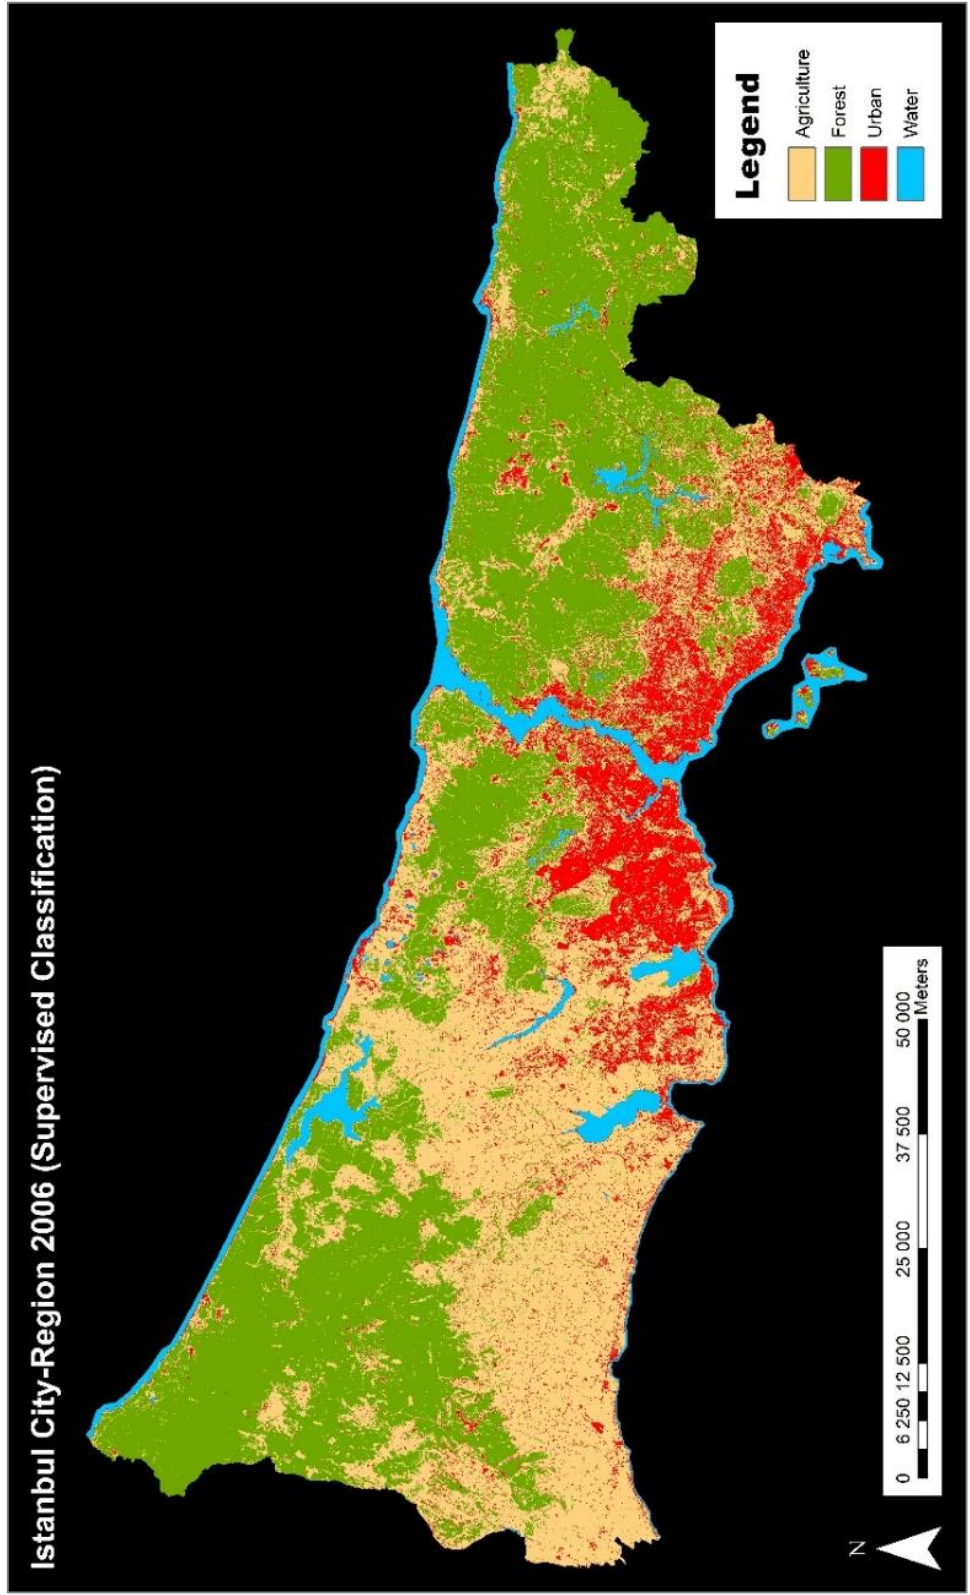 Istanbul City-Region 2006 (Supervised Classification)
Legend
Agriculture
Forest
Urban
Water
N
0 6 250 12 500 25 000 37 500 50 000
Meters